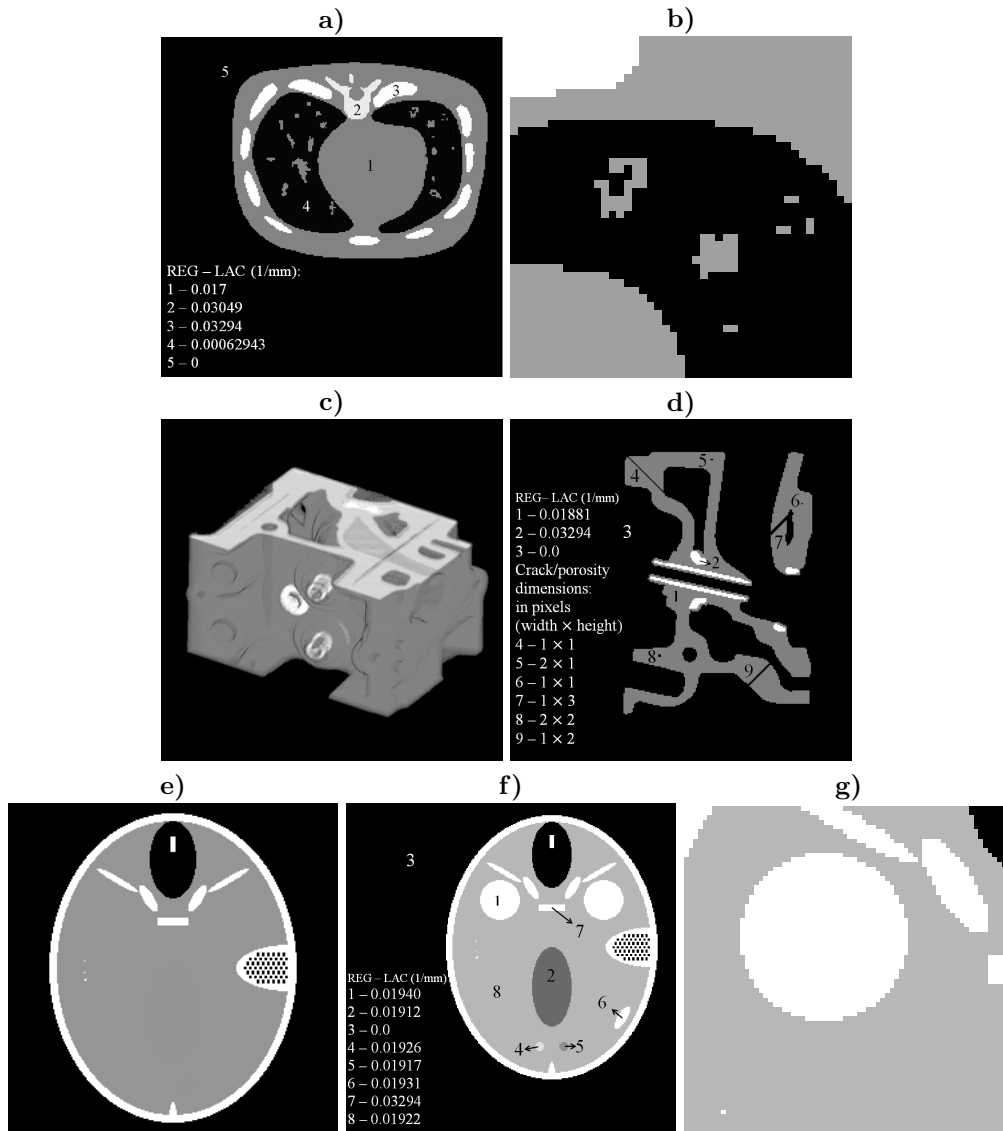 a)
5
3
2
1
4
REG – LAC (1/mm):
1 – 0.017
2 – 0.03049
3 – 0.03294
4 – 0.00062943
5 – 0
b)
c)
d)
5
4
6
7
3
2
1
8
9
REG– LAC (1/mm)
1 – 0.01881
2 – 0.03294
3 – 0.0
Crack/porosity
dimensions:
in pixels
(width × height)
4 – 1 × 1
5 – 2 × 1
6 – 1 × 1
7 – 1 × 3
8 – 2 × 2
9 – 1 × 2
e)
f)
3
1
7
2
8
6
4
5
REG – LAC (1/mm)
1 – 0.01940
2 – 0.01912
3 – 0.0
4 – 0.01926
5 – 0.01917
6 – 0.01931
7 – 0.03294
8 – 0.01922
g)